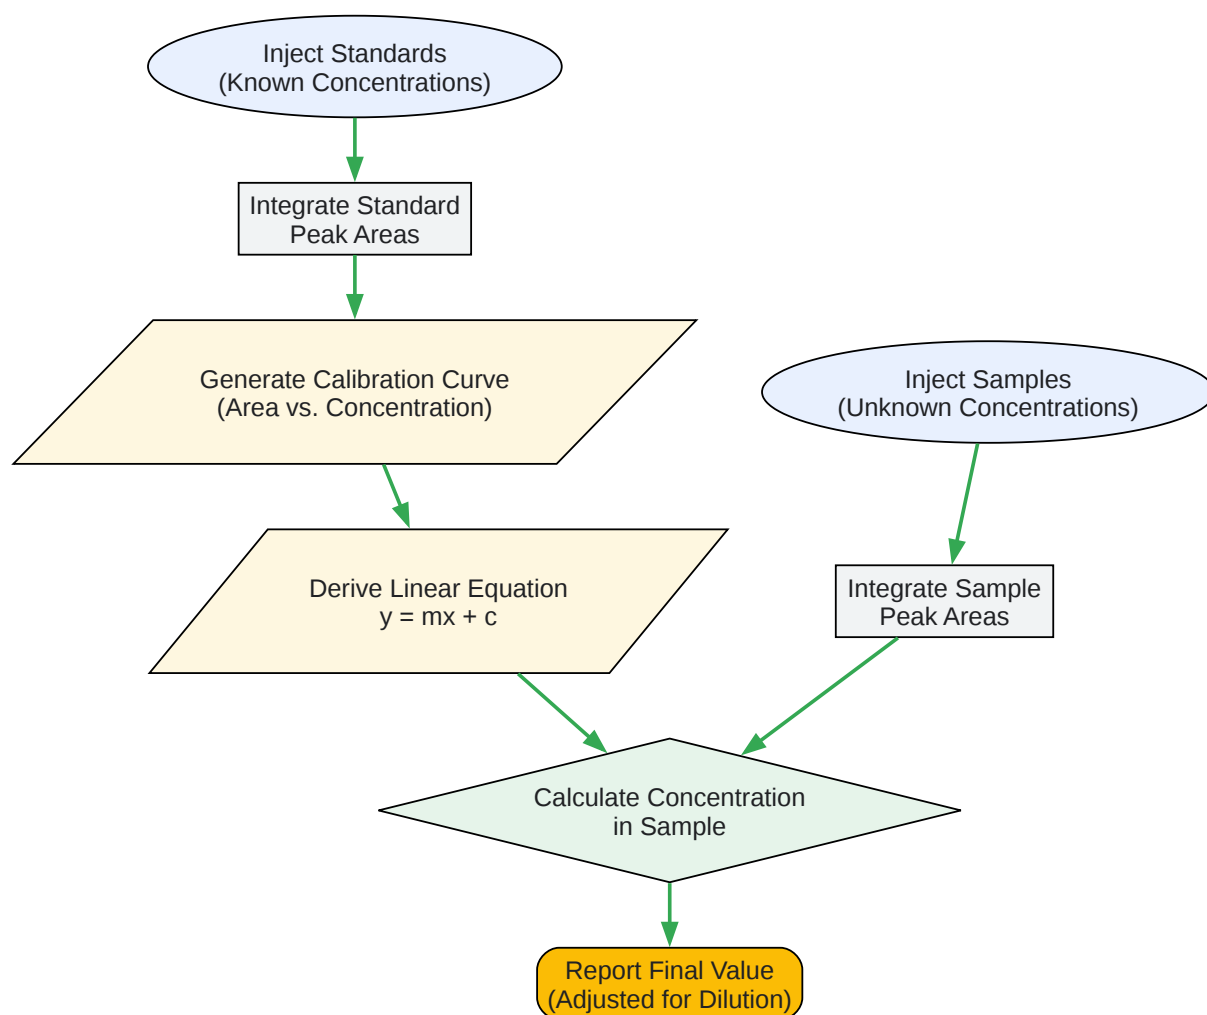 Inject Standards
(Known Concentrations)
Integrate Standard
Peak Areas
Generate Calibration Curve
(Area vs. Concentration)
Inject Samples
(Unknown Concentrations)
Derive Linear Equation
y = mx + c
Integrate Sample
Peak Areas
Calculate Concentration
in Sample
Report Final Value
(Adjusted for Dilution)